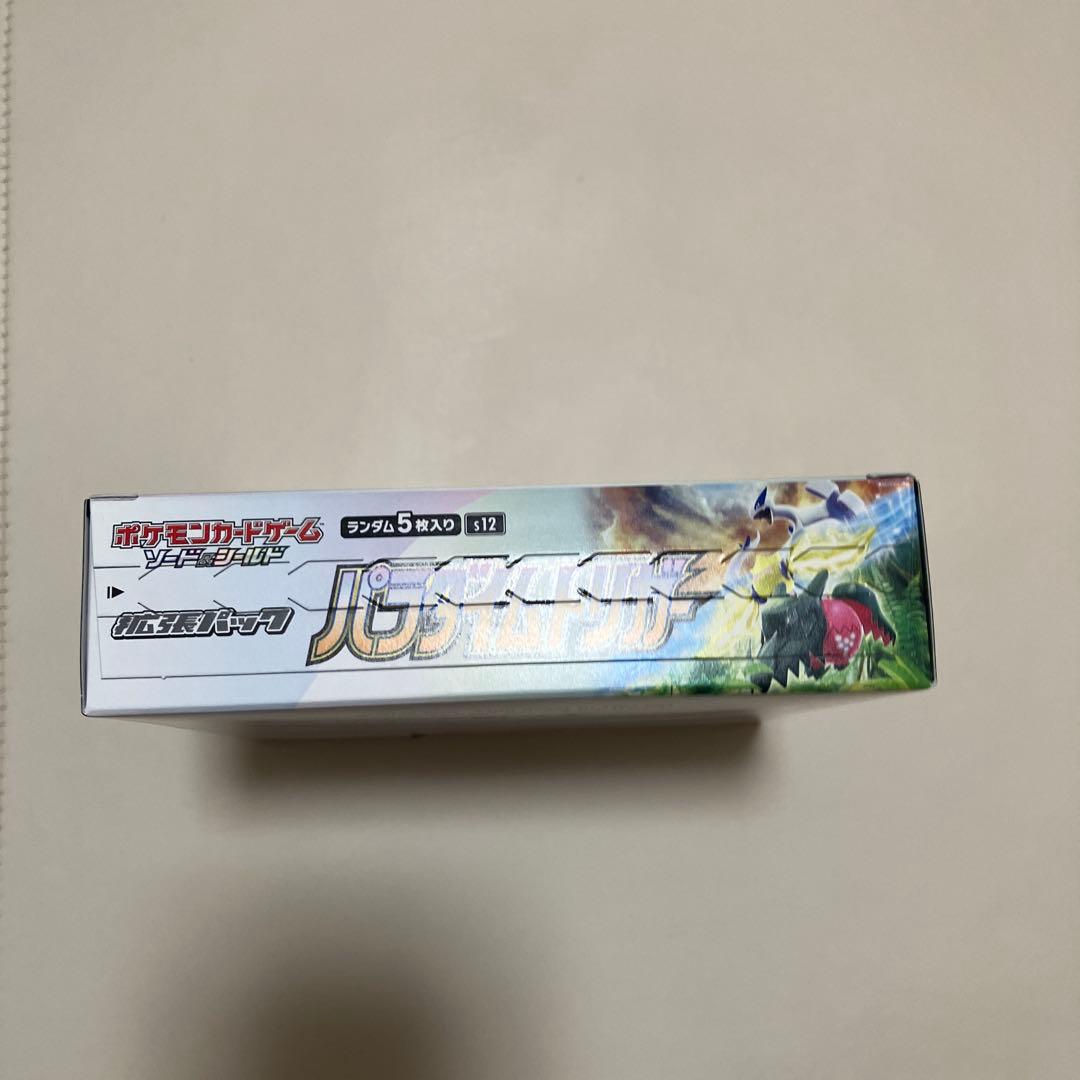 ポケモンカードゲーム
ソード&シールド
ランダム5枚入り
s12
拡張パック
パラダイムトリガー